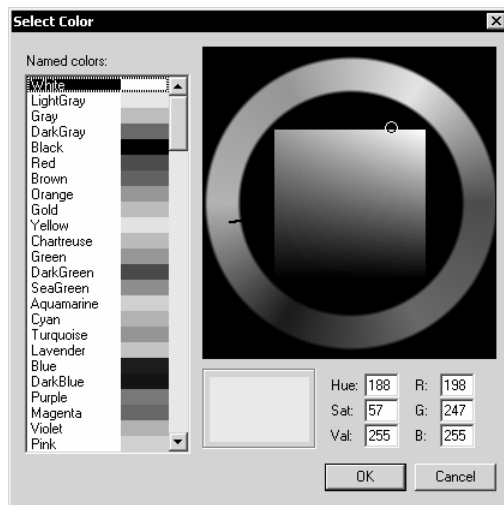 Select Color
Named colors:
White
LightGray
Gray
DarkGray
Black
Red
Brown
Orange
Gold
Yellow
Chartreuse
Green
DarkGreen
SeaGreen
Aquamarine
Cyan
Turquoise
Lavender
Blue
DarkBlue
Purple
Magenta
Violet
Pink
Hue: 188 R: 198
Sat: 57 G: 247
Val: 255 B: 255
OK Cancel